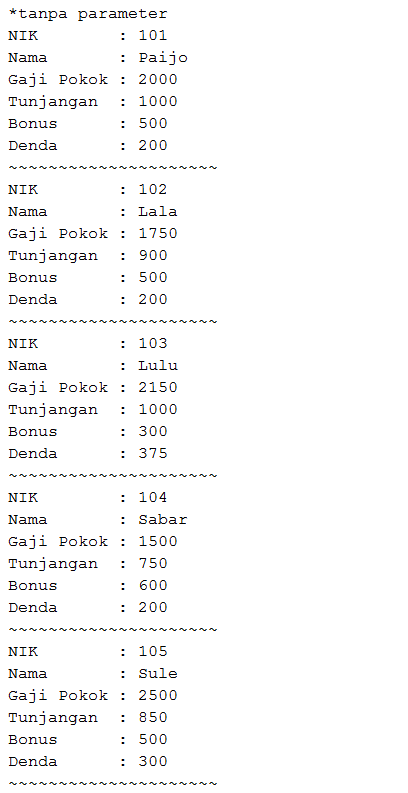 *tanpa parameter
NIK        : 101
Nama       : Paijo
Gaji Pokok : 2000
Tunjangan  : 1000
Bonus      : 500
Denda      : 200
~~~~~~~~~~~~~~~~~~~~~
NIK        : 102
Nama       : Lala
Gaji Pokok : 1750
Tunjangan  : 900
Bonus      : 500
Denda      : 200
~~~~~~~~~~~~~~~~~~~~~
NIK        : 103
Nama       : Lulu
Gaji Pokok : 2150
Tunjangan  : 1000
Bonus      : 300
Denda      : 375
~~~~~~~~~~~~~~~~~~~~~
NIK        : 104
Nama       : Sabar
Gaji Pokok : 1500
Tunjangan  : 750
Bonus      : 600
Denda      : 200
~~~~~~~~~~~~~~~~~~~~~
NIK        : 105
Nama       : Sule
Gaji Pokok : 2500
Tunjangan  : 850
Bonus      : 500
Denda      : 300
~~~~~~~~~~~~~~~~~~~~~